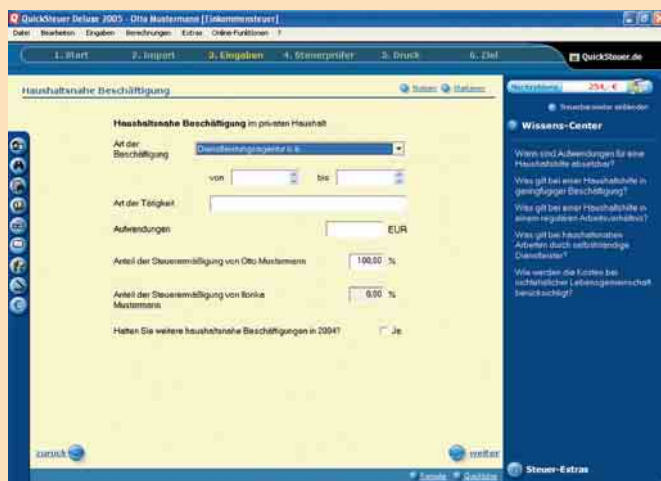 QuickSteuer Deluxe 2005 - Otto Mustermann [Einkommensteuer]
Datei Bearbeiten Eingaben Berechnungen Extras Online-Funktionen ?
1. Start 2. Import 3. Eingaben 4. Steuerprüfer 5. Druck 6. Ziel
QuickSteuer.de
Haushaltsnahe Beschäftigung
254,- €
Haushaltsnahe Beschäftigung im privaten Haushalt
Art der
Beschäftigung
Dienstleistungsagentur o.ä.
von bis
Art der Tätigkeit
Aufwendungen EUR
Anteil der Steuerermäßigung von Otto Mustermann 100,00 %
Anteil der Steuerermäßigung von Ilonka
Mustermann
0,00 %
Hatten Sie weitere haushaltsnahe Beschäftigungen in 2004? Ja
Wissens-Center
Wann sind Aufwendungen für eine
Haushaltshilfe absetzbar?
Was gilt bei einer Haushaltshilfe in
geringfügiger Beschäftigung?
Was gilt bei einer Haushaltshilfe in
einem regulären Arbeitsverhältnis?
Was gilt bei haushaltsnahen
Arbeiten durch selbstständige
Dienstleister?
Wie werden die Kosten bei
nichtehelicher Lebensgemeinschaft
berücksichtigt?
zurück weiter
Steuer-Extras